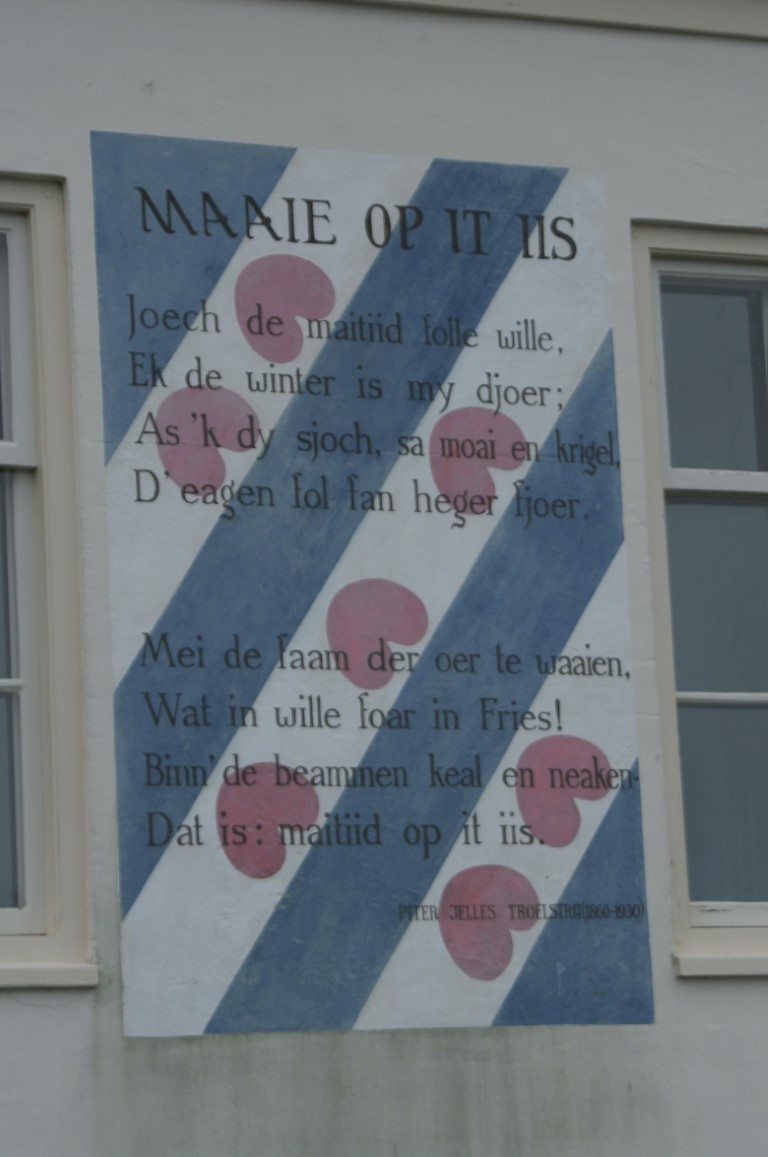 MAAIE OP IT IIS
Joech de maitiid folle wille,
Ek de winter is my djoer;
As 'k dy sjoch, sa moai en krigel,
D'eagen fol fan heger fjoer.
Mei de faam der oer te waaien,
Wat in wille foar in Fries!
Binn' de beammen keal en neaken-
Dat is: maitiid op it iis.
PITER JELLES TROELSTRA (1860-1930)